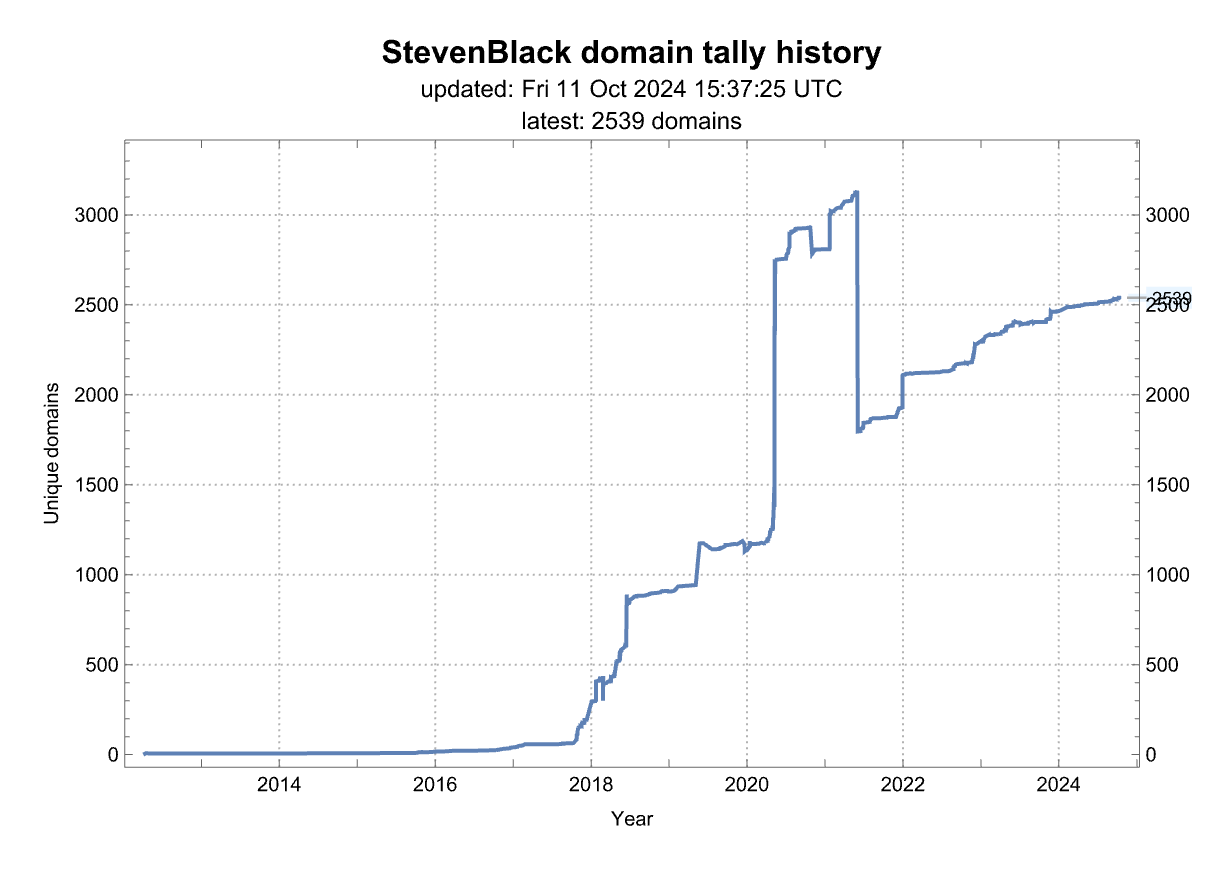 StevenBlack domain tally history
updated: Fri 11 Oct 2024 15:37:25 UTC
latest: 2539 domains
3000
2500
2000
1500
1000
500
0
Unique domains
3000
2539
2500
2000
1500
1000
500
0
2014 2016 2018 2020 2022 2024
Year